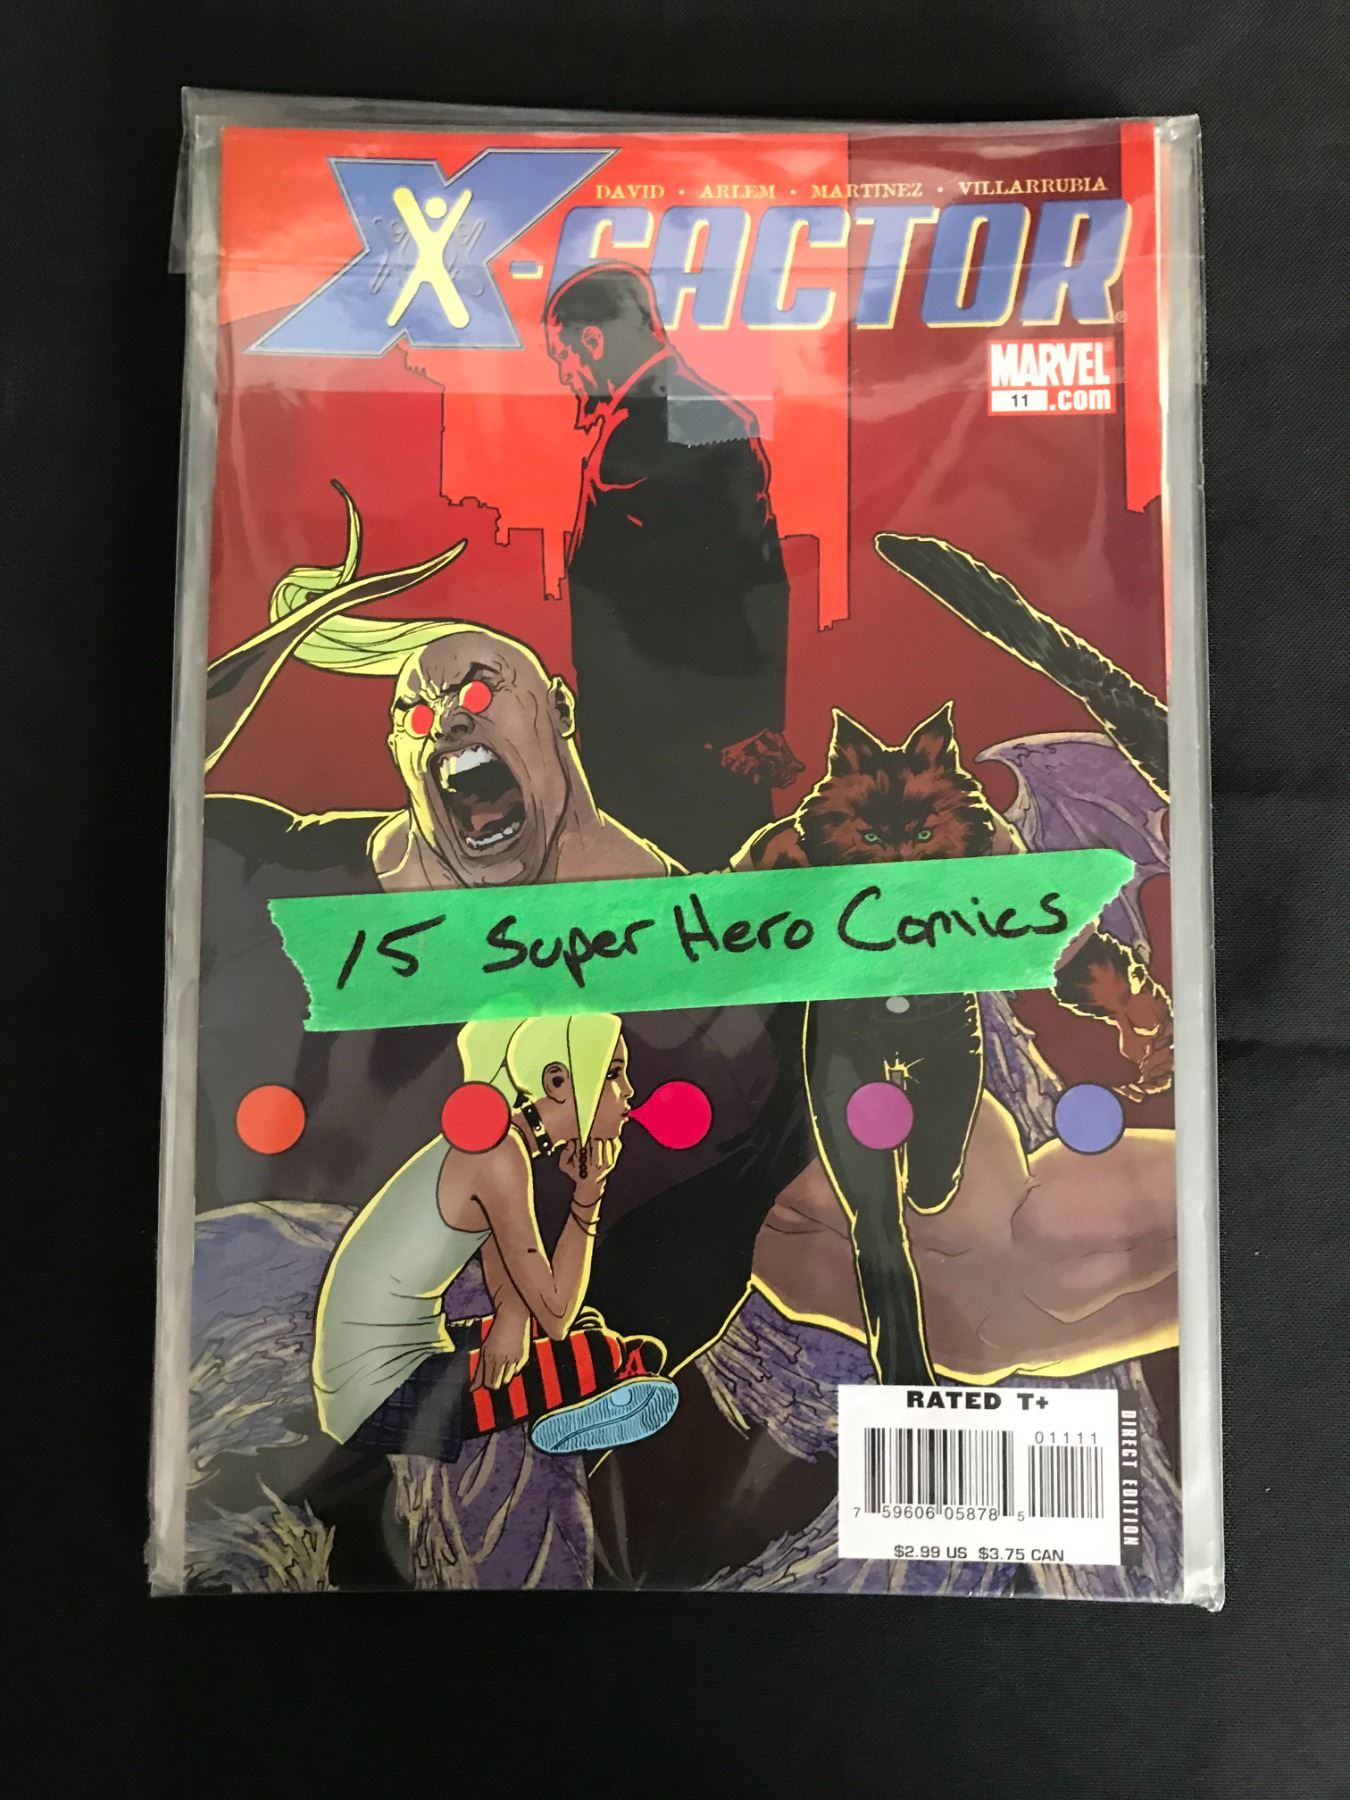 DAVID • ARLEM • MARTINEZ • VILLARRUBIA
X-FACTOR®
MARVEL
11 .com
15 Super Hero Comics
RATED T+
01111
7 59606 05878 5
$2.99 US $3.75 CAN
DIRECT EDITION